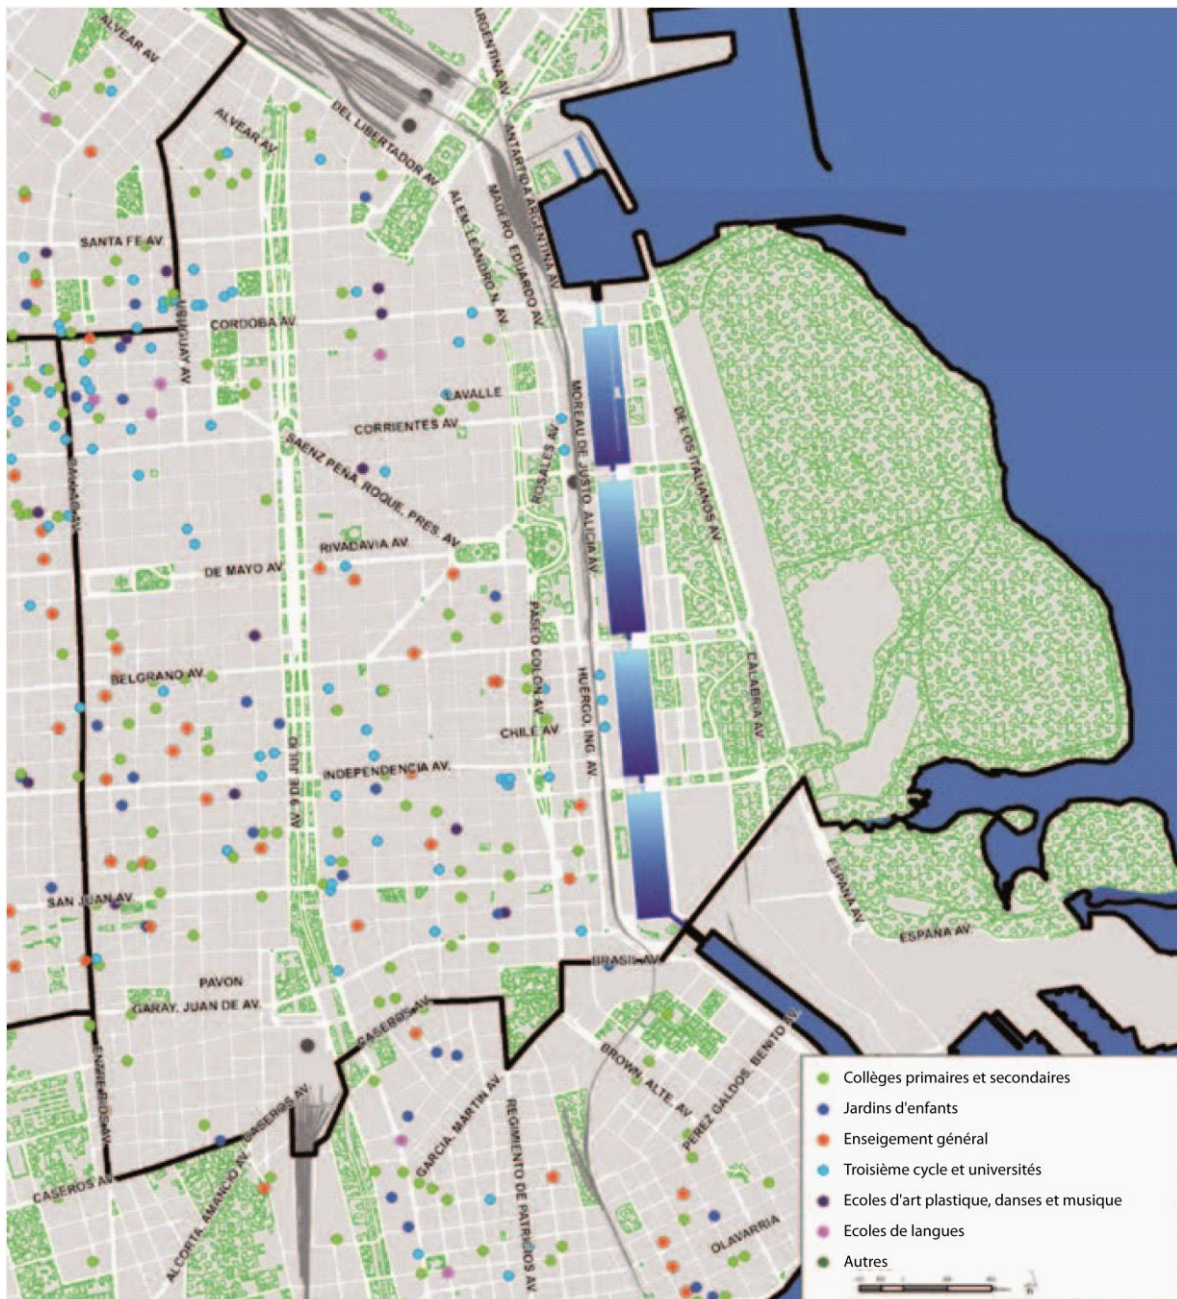 ALVEAR AV.
ARGENTINA AV.
ALVEAR AV.
DEL LIBERTADOR AV.
ANTARTIDA ARGENTINA AV.
ALEM, LEANDRO N. AV.
MADERO, EDUARDO AV.
SANTA FE AV.
URUGUAY AV
CORDOBA AV.
LAVALLE
CORRIENTES AV.
MOREAU DE JUSTO, ALICIA AV.
DE LOS ITALIANOS AV.
SAENZ PEÑA, ROQUE, PRES. AV.
ROSALES AV.
CALLAO AV.
RIVADAVIA AV.
DE MAYO AV.
PASEO COLON AV.
BELGRANO AV.
HUERGO, ING. AV.
CALABRIA AV.
CHILE AV.
AV 9 DE JULIO
INDEPENDENCIA AV.
ESPAÑA AV.
SAN JUAN AV.
ESPAÑA AV.
BRASIL AV.
PAVON
GARAY, JUAN DE AV.
CASEROS AV.
ENTRE RIOS AV.
BROWN, ALTE. AV.
PEREZ GALDOS, BENITO AV.
GARCIA, MARTIN AV.
REGIMIENTO DE PATRICIOS AV
CASEROS AV.
CASEROS AV.
ALCORTA, AMANCIO AV.
OLAVARRIA
Collèges primaires et secondaires
Jardins d'enfants
Enseigement général
Troisième cycle et universités
Ecoles d'art plastique, danses et musique
Ecoles de langues
Autres